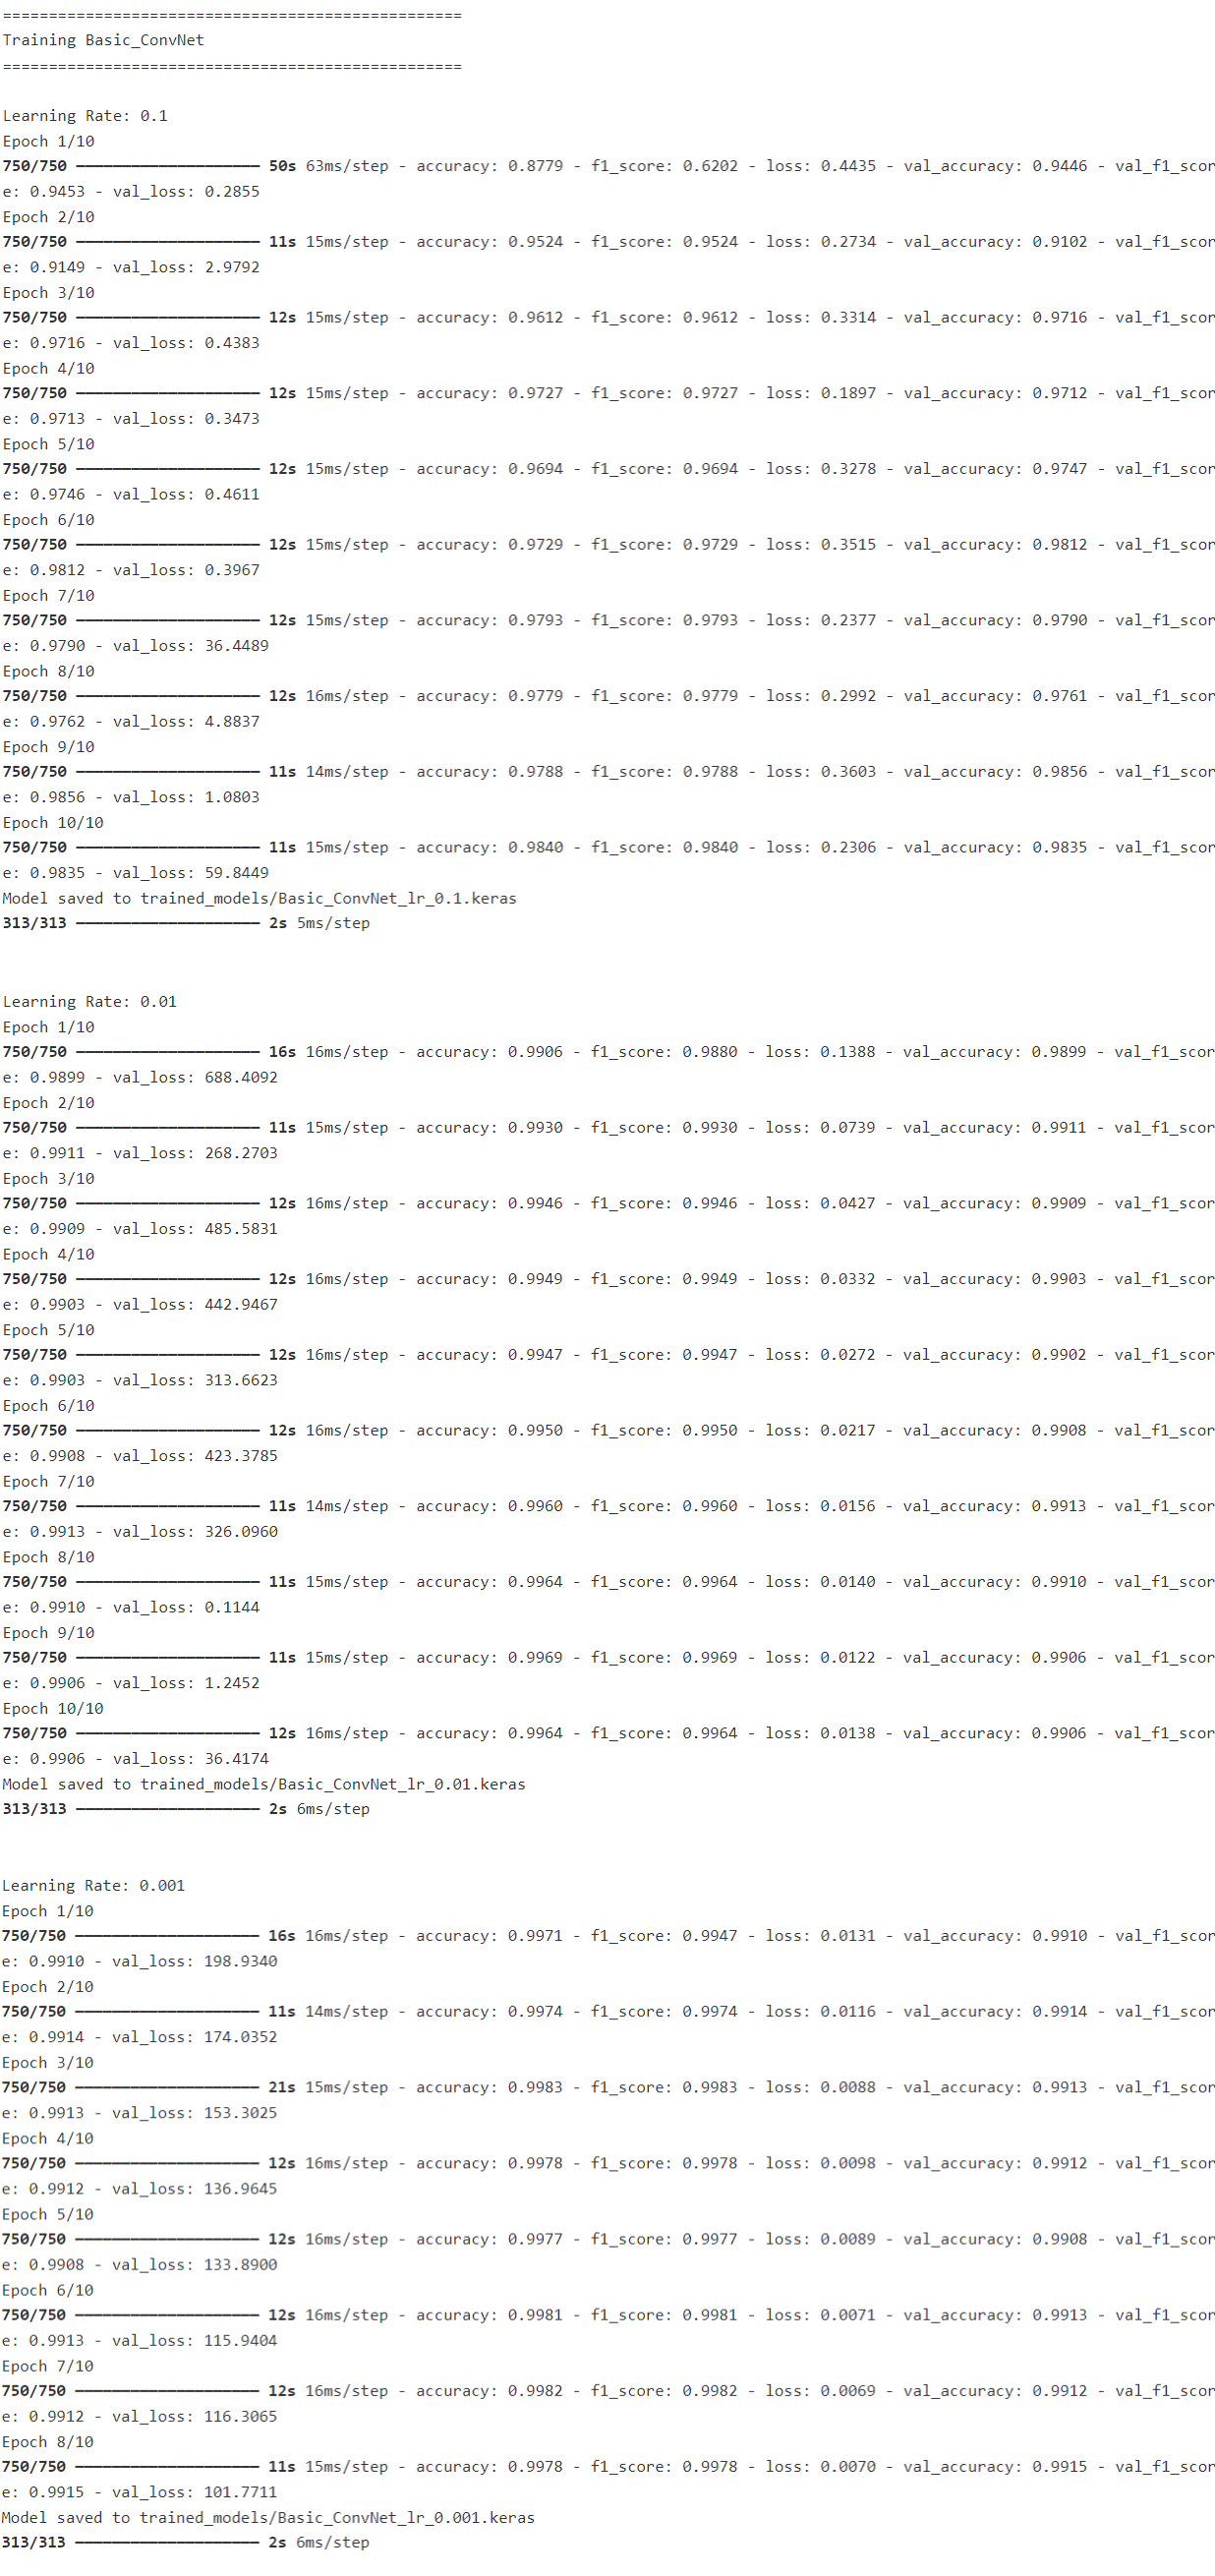 ==================================================
Training Basic_ConvNet
==================================================
Learning Rate: 0.1
Epoch 1/10
750/750 ━━━━━━━━━━━━━━━━━━━━ 50s 63ms/step - accuracy: 0.8779 - f1_score: 0.6202 - loss: 0.4435 - val_accuracy: 0.9446 - val_f1_scor
e: 0.9453 - val_loss: 0.2855
Epoch 2/10
750/750 ━━━━━━━━━━━━━━━━━━━━ 11s 15ms/step - accuracy: 0.9524 - f1_score: 0.9524 - loss: 0.2734 - val_accuracy: 0.9102 - val_f1_scor
e: 0.9149 - val_loss: 2.9792
Epoch 3/10
750/750 ━━━━━━━━━━━━━━━━━━━━ 12s 15ms/step - accuracy: 0.9612 - f1_score: 0.9612 - loss: 0.3314 - val_accuracy: 0.9716 - val_f1_scor
e: 0.9716 - val_loss: 0.4383
Epoch 4/10
750/750 ━━━━━━━━━━━━━━━━━━━━ 12s 15ms/step - accuracy: 0.9727 - f1_score: 0.9727 - loss: 0.1897 - val_accuracy: 0.9712 - val_f1_scor
e: 0.9713 - val_loss: 0.3473
Epoch 5/10
750/750 ━━━━━━━━━━━━━━━━━━━━ 12s 15ms/step - accuracy: 0.9694 - f1_score: 0.9694 - loss: 0.3278 - val_accuracy: 0.9747 - val_f1_scor
e: 0.9746 - val_loss: 0.4611
Epoch 6/10
750/750 ━━━━━━━━━━━━━━━━━━━━ 12s 15ms/step - accuracy: 0.9729 - f1_score: 0.9729 - loss: 0.3515 - val_accuracy: 0.9812 - val_f1_scor
e: 0.9812 - val_loss: 0.3967
Epoch 7/10
750/750 ━━━━━━━━━━━━━━━━━━━━ 12s 15ms/step - accuracy: 0.9793 - f1_score: 0.9793 - loss: 0.2377 - val_accuracy: 0.9790 - val_f1_scor
e: 0.9790 - val_loss: 36.4489
Epoch 8/10
750/750 ━━━━━━━━━━━━━━━━━━━━ 12s 16ms/step - accuracy: 0.9779 - f1_score: 0.9779 - loss: 0.2992 - val_accuracy: 0.9761 - val_f1_scor
e: 0.9762 - val_loss: 4.8837
Epoch 9/10
750/750 ━━━━━━━━━━━━━━━━━━━━ 11s 14ms/step - accuracy: 0.9788 - f1_score: 0.9788 - loss: 0.3603 - val_accuracy: 0.9856 - val_f1_scor
e: 0.9856 - val_loss: 1.0803
Epoch 10/10
750/750 ━━━━━━━━━━━━━━━━━━━━ 11s 15ms/step - accuracy: 0.9840 - f1_score: 0.9840 - loss: 0.2306 - val_accuracy: 0.9835 - val_f1_scor
e: 0.9835 - val_loss: 59.8449
Model saved to trained_models/Basic_ConvNet_lr_0.1.keras
313/313 ━━━━━━━━━━━━━━━━━━━━ 2s 5ms/step
Learning Rate: 0.01
Epoch 1/10
750/750 ━━━━━━━━━━━━━━━━━━━━ 16s 16ms/step - accuracy: 0.9906 - f1_score: 0.9880 - loss: 0.1388 - val_accuracy: 0.9899 - val_f1_scor
e: 0.9899 - val_loss: 688.4092
Epoch 2/10
750/750 ━━━━━━━━━━━━━━━━━━━━ 11s 15ms/step - accuracy: 0.9930 - f1_score: 0.9930 - loss: 0.0739 - val_accuracy: 0.9911 - val_f1_scor
e: 0.9911 - val_loss: 268.2703
Epoch 3/10
750/750 ━━━━━━━━━━━━━━━━━━━━ 12s 16ms/step - accuracy: 0.9946 - f1_score: 0.9946 - loss: 0.0427 - val_accuracy: 0.9909 - val_f1_scor
e: 0.9909 - val_loss: 485.5831
Epoch 4/10
750/750 ━━━━━━━━━━━━━━━━━━━━ 12s 16ms/step - accuracy: 0.9949 - f1_score: 0.9949 - loss: 0.0332 - val_accuracy: 0.9903 - val_f1_scor
e: 0.9903 - val_loss: 442.9467
Epoch 5/10
750/750 ━━━━━━━━━━━━━━━━━━━━ 12s 16ms/step - accuracy: 0.9947 - f1_score: 0.9947 - loss: 0.0272 - val_accuracy: 0.9902 - val_f1_scor
e: 0.9903 - val_loss: 313.6623
Epoch 6/10
750/750 ━━━━━━━━━━━━━━━━━━━━ 12s 16ms/step - accuracy: 0.9950 - f1_score: 0.9950 - loss: 0.0217 - val_accuracy: 0.9908 - val_f1_scor
e: 0.9908 - val_loss: 423.3785
Epoch 7/10
750/750 ━━━━━━━━━━━━━━━━━━━━ 11s 14ms/step - accuracy: 0.9960 - f1_score: 0.9960 - loss: 0.0156 - val_accuracy: 0.9913 - val_f1_scor
e: 0.9913 - val_loss: 326.0960
Epoch 8/10
750/750 ━━━━━━━━━━━━━━━━━━━━ 11s 15ms/step - accuracy: 0.9964 - f1_score: 0.9964 - loss: 0.0140 - val_accuracy: 0.9910 - val_f1_scor
e: 0.9910 - val_loss: 0.1144
Epoch 9/10
750/750 ━━━━━━━━━━━━━━━━━━━━ 11s 15ms/step - accuracy: 0.9969 - f1_score: 0.9969 - loss: 0.0122 - val_accuracy: 0.9906 - val_f1_scor
e: 0.9906 - val_loss: 1.2452
Epoch 10/10
750/750 ━━━━━━━━━━━━━━━━━━━━ 12s 16ms/step - accuracy: 0.9964 - f1_score: 0.9964 - loss: 0.0138 - val_accuracy: 0.9906 - val_f1_scor
e: 0.9906 - val_loss: 36.4174
Model saved to trained_models/Basic_ConvNet_lr_0.01.keras
313/313 ━━━━━━━━━━━━━━━━━━━━ 2s 6ms/step
Learning Rate: 0.001
Epoch 1/10
750/750 ━━━━━━━━━━━━━━━━━━━━ 16s 16ms/step - accuracy: 0.9971 - f1_score: 0.9947 - loss: 0.0131 - val_accuracy: 0.9910 - val_f1_scor
e: 0.9910 - val_loss: 198.9340
Epoch 2/10
750/750 ━━━━━━━━━━━━━━━━━━━━ 11s 14ms/step - accuracy: 0.9974 - f1_score: 0.9974 - loss: 0.0116 - val_accuracy: 0.9914 - val_f1_scor
e: 0.9914 - val_loss: 174.0352
Epoch 3/10
750/750 ━━━━━━━━━━━━━━━━━━━━ 21s 15ms/step - accuracy: 0.9983 - f1_score: 0.9983 - loss: 0.0088 - val_accuracy: 0.9913 - val_f1_scor
e: 0.9913 - val_loss: 153.3025
Epoch 4/10
750/750 ━━━━━━━━━━━━━━━━━━━━ 12s 16ms/step - accuracy: 0.9978 - f1_score: 0.9978 - loss: 0.0098 - val_accuracy: 0.9912 - val_f1_scor
e: 0.9912 - val_loss: 136.9645
Epoch 5/10
750/750 ━━━━━━━━━━━━━━━━━━━━ 12s 16ms/step - accuracy: 0.9977 - f1_score: 0.9977 - loss: 0.0089 - val_accuracy: 0.9908 - val_f1_scor
e: 0.9908 - val_loss: 133.8900
Epoch 6/10
750/750 ━━━━━━━━━━━━━━━━━━━━ 12s 16ms/step - accuracy: 0.9981 - f1_score: 0.9981 - loss: 0.0071 - val_accuracy: 0.9913 - val_f1_scor
e: 0.9913 - val_loss: 115.9404
Epoch 7/10
750/750 ━━━━━━━━━━━━━━━━━━━━ 12s 16ms/step - accuracy: 0.9982 - f1_score: 0.9982 - loss: 0.0069 - val_accuracy: 0.9912 - val_f1_scor
e: 0.9912 - val_loss: 116.3065
Epoch 8/10
750/750 ━━━━━━━━━━━━━━━━━━━━ 11s 15ms/step - accuracy: 0.9978 - f1_score: 0.9978 - loss: 0.0070 - val_accuracy: 0.9915 - val_f1_scor
e: 0.9915 - val_loss: 101.7711
Model saved to trained_models/Basic_ConvNet_lr_0.001.keras
313/313 ━━━━━━━━━━━━━━━━━━━━ 2s 6ms/step